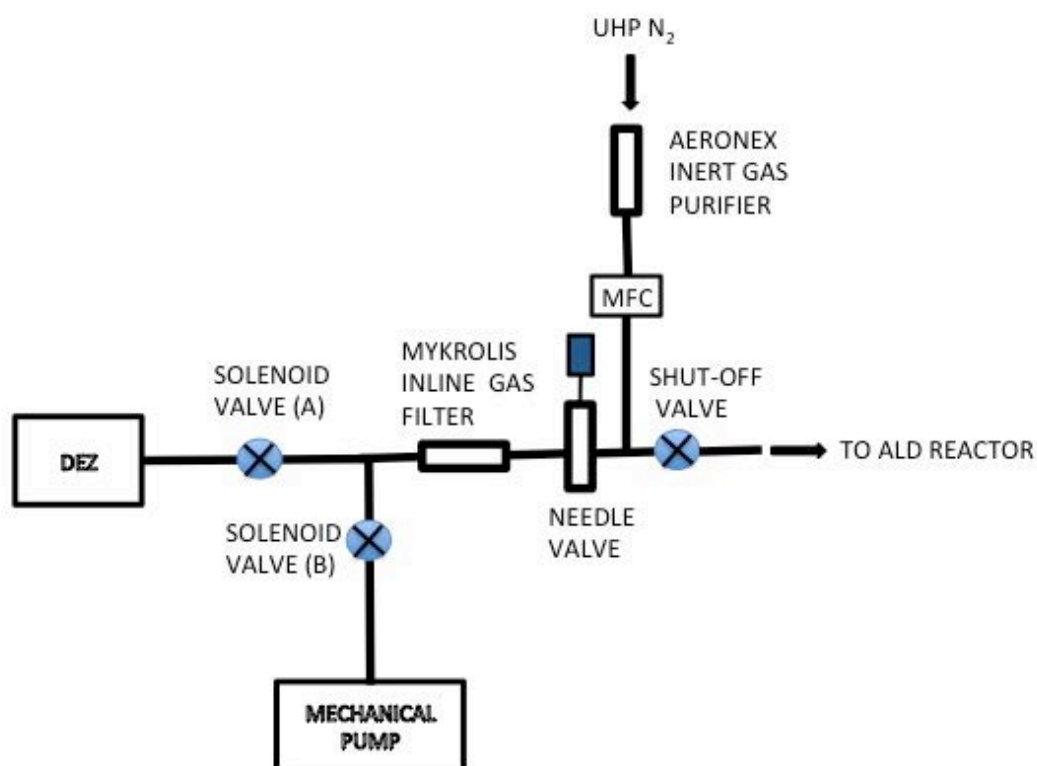 UHP N2
AERONEX
INERT GAS
PURIFIER
MFC
MYKROLIS
INLINE GAS
FILTER
SOLENOID
VALVE (A)
SHUT-OFF
VALVE
DEZ
TO ALD REACTOR
SOLENOID
VALVE (B)
NEEDLE
VALVE
MECHANICAL
PUMP